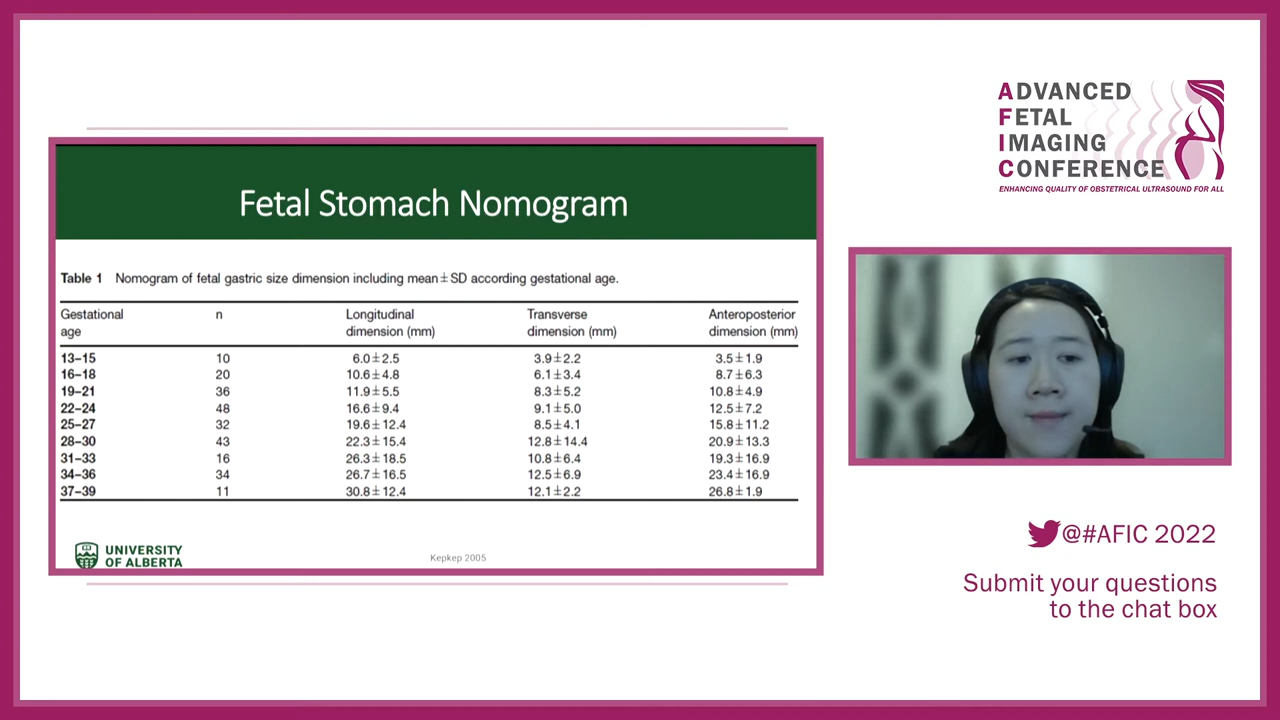 ADVANCED
FETAL
IMAGING
CONFERENCE
ENHANCING QUALITY OF OBSTETRICAL ULTRASOUND FOR ALL
Fetal Stomach Nomogram
Table 1 Nomogram of fetal gastric size dimension including mean±SD according gestational age.
Gestational age n Longitudinal dimension (mm) Transverse dimension (mm) Anteroposterior dimension (mm)
13–15 10 6.0±2.5 3.9±2.2 3.5±1.9
16–18 20 10.6±4.8 6.1±3.4 8.7±6.3
19–21 36 11.9±5.5 8.3±5.2 10.8±4.9
22–24 48 16.6±9.4 9.1±5.0 12.5±7.2
25–27 32 19.6±12.4 8.5±4.1 15.8±11.2
28–30 43 22.3±15.4 12.8±14.4 20.9±13.3
31–33 16 26.3±18.5 10.8±6.4 19.3±16.9
34–36 34 26.7±16.5 12.5±6.9 23.4±16.9
37–39 11 30.8±12.4 12.1±2.2 26.8±1.9
UNIVERSITY
OF ALBERTA
Kepkep 2005
@#AFIC 2022
Submit your questions
to the chat box